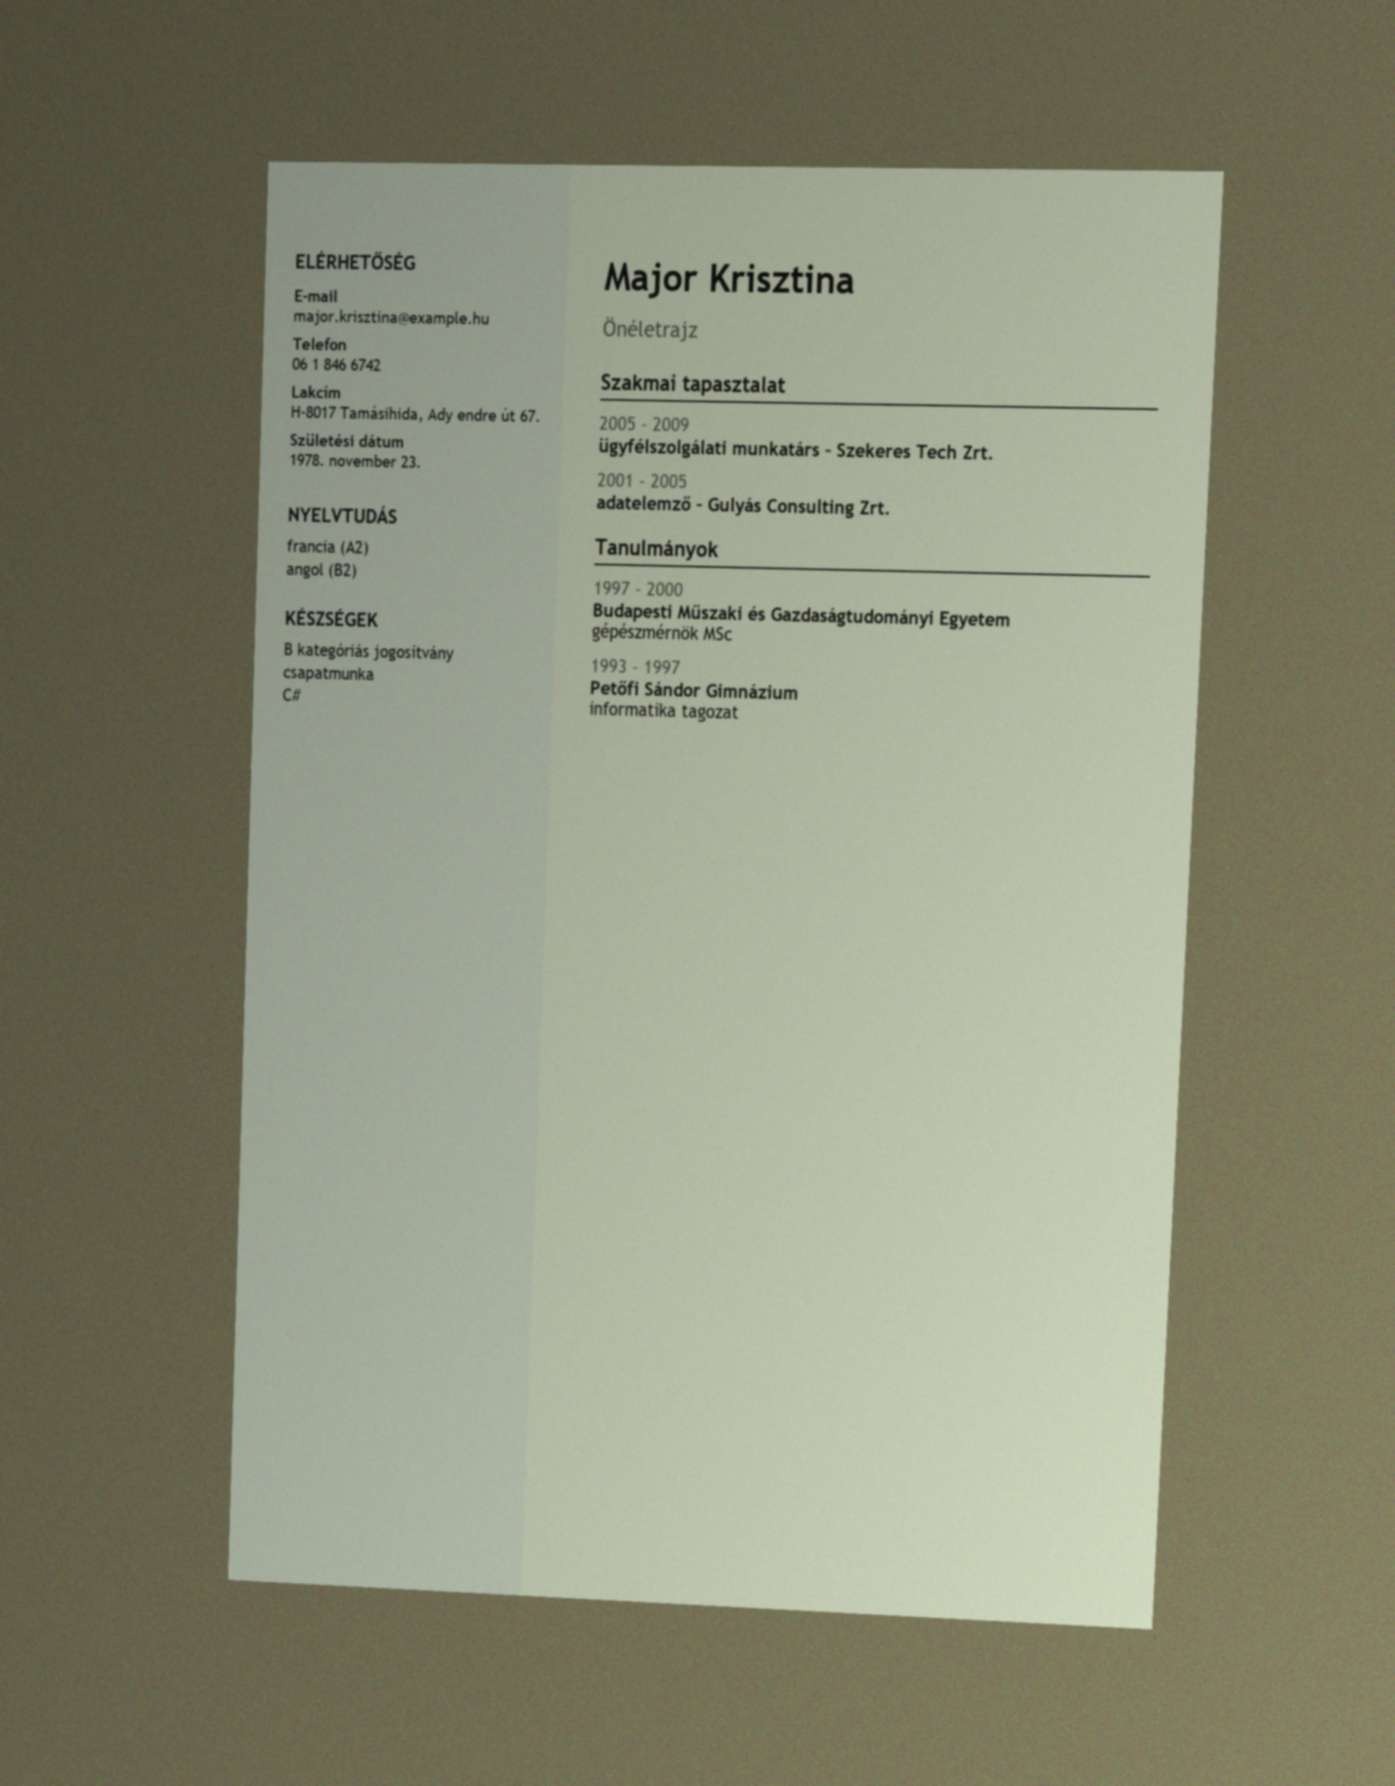 ELÉRHETŐSÉG
E-mail
major.krisztina@example.hu
Telefon
06 1 846 6742
Lakcím
H-8017 Tamásihida, Ady endre út 67.
Születési dátum
1978. november 23.
NYELVTUDÁS
francia (A2)
angol (B2)
KÉSZSÉGEK
B kategóriás jogosítvány
csapatmunka
C#
Major Krisztina
Önéletrajz
Szakmai tapasztalat
2005 - 2009
ügyfélszolgálati munkatárs - Szekeres Tech Zrt.
2001 - 2005
adatelemző - Gulyás Consulting Zrt.
Tanulmányok
1997 - 2000
Budapesti Műszaki és Gazdaságtudományi Egyetem
gépészmérnök MSc
1993 - 1997
Petőfi Sándor Gimnázium
informatika tagozat